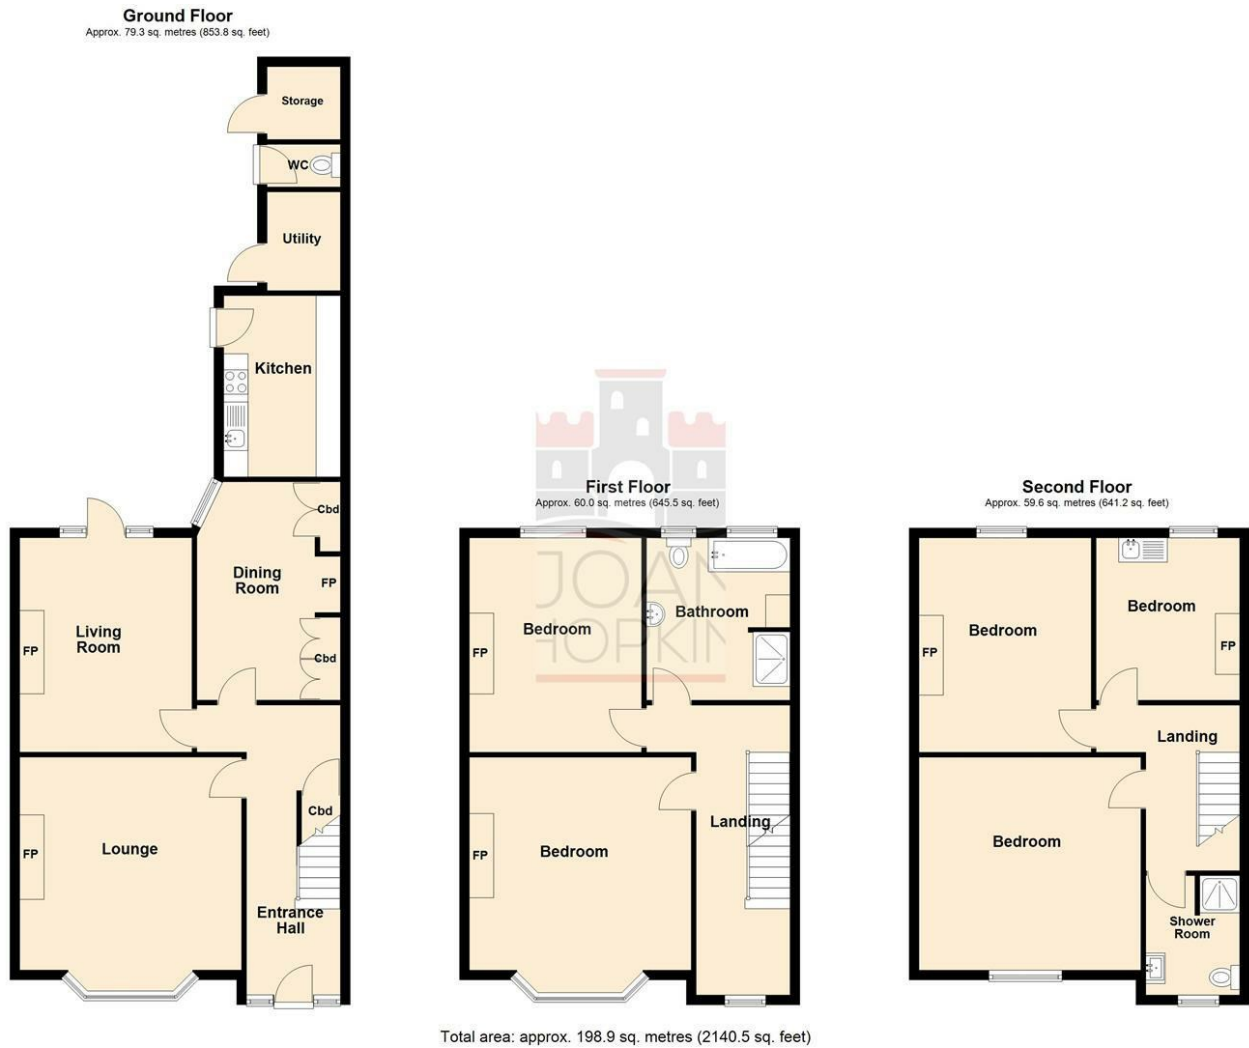 Ground Floor
Approx. 79.3 sq. metres (853.8 sq. feet)
Storage
WC
Utility
Kitchen
Cbd
Dining
Room
FP
Cbd
Living
Room
FP
Cbd
Lounge
FP
Entrance
Hall
First Floor
Approx. 60.0 sq. metres (645.5 sq. feet)
JOAN
HOPKIN
Bathroom
Bedroom
FP
Landing
Bedroom
FP
Second Floor
Approx. 59.6 sq. metres (641.2 sq. feet)
Bedroom
Bedroom
FP
FP
Landing
Bedroom
Shower
Room
Total area: approx. 198.9 sq. metres (2140.5 sq. feet)